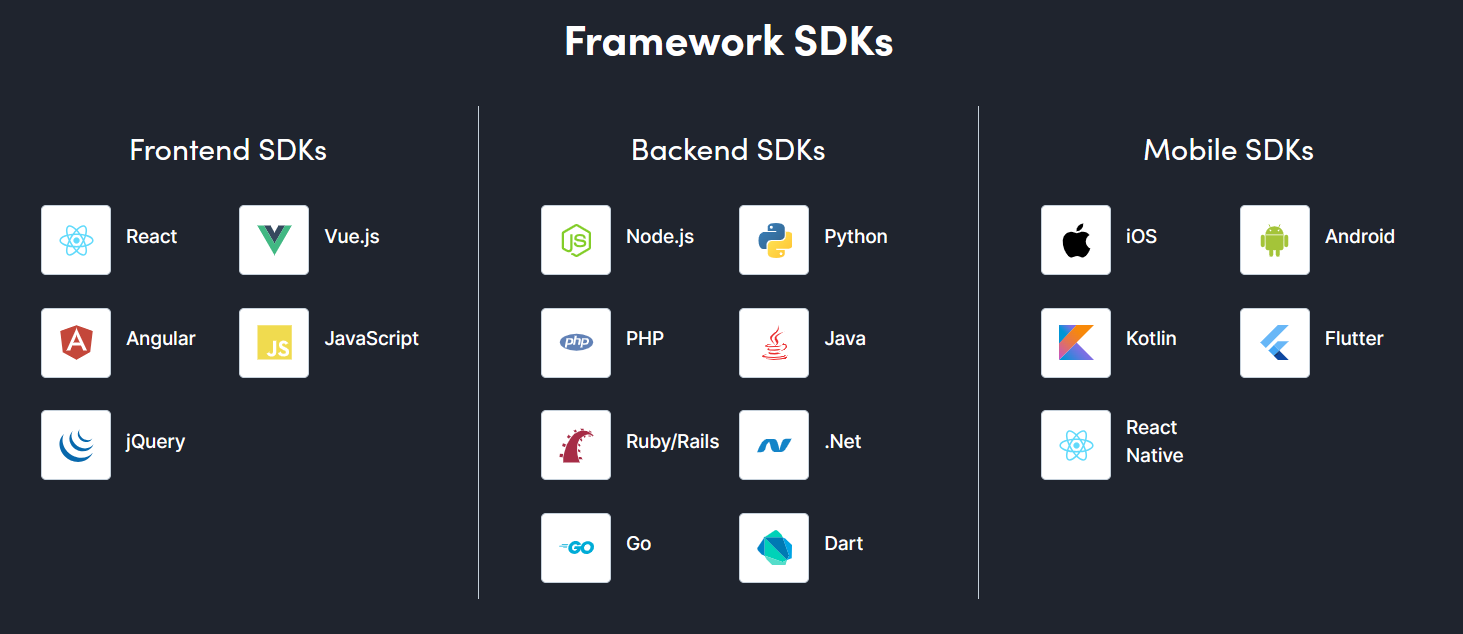 Framework SDKs
Frontend SDKs
React
Vue.js
Angular
JS
JavaScript
jQuery
Backend SDKs
JS
Node.js
Python
php
PHP
Java
Ruby/Rails
.Net
GO
Go
Dart
Mobile SDKs
iOS
Android
Kotlin
Flutter
React
Native